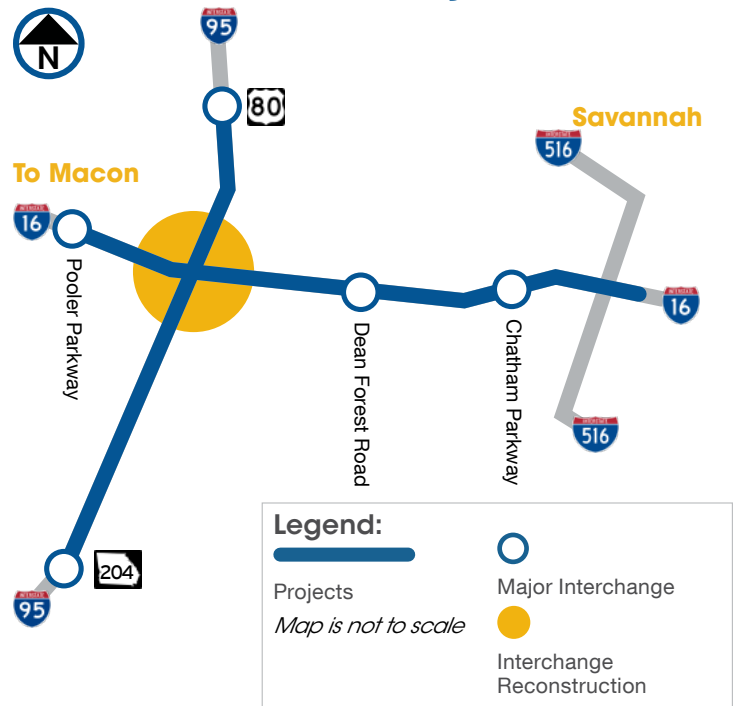 N
95
80
Savannah
516
To Macon
16
Pooler Parkway
Dean Forest Road
Chatham Parkway
16
516
204
95
Legend:
Projects
Map is not to scale
Major Interchange
Interchange
Reconstruction